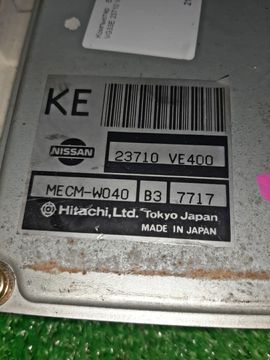 KE
NISSAN
23710 VE400
MECM-W040 B3 7717
Hitachi, Ltd. Tokyo Japan
MADE IN JAPAN